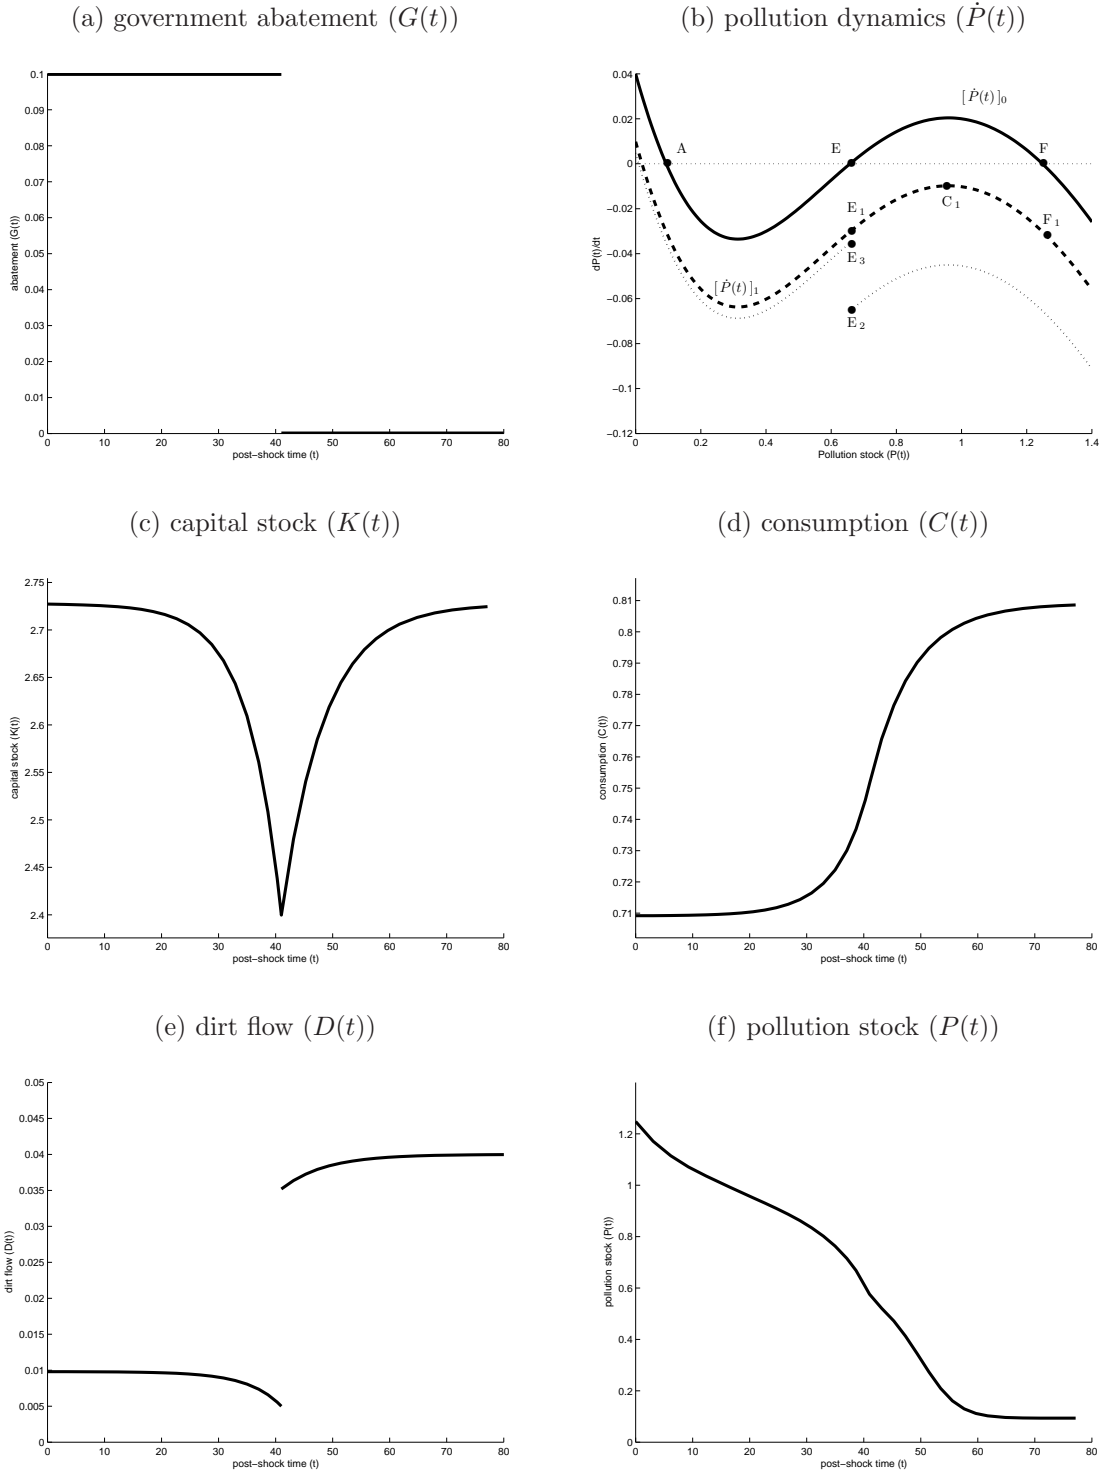 (a) government abatement (G(t))
0.1
0.09
0.08
0.07
0.06
0.05
0.04
0.03
0.02
0.01
0
abatement (G(t))
0 10 20 30 40 50 60 70 80
post−shock time (t)
(b) pollution dynamics (Ṗ(t))
0.04
0.02
0
−0.02
−0.04
−0.06
−0.08
−0.1
−0.12
dP(t)/dt
[Ṗ(t)]0
A
E
F
E1
C1
F1
E3
[Ṗ(t)]1
E2
0 0.2 0.4 0.6 0.8 1 1.2 1.4
Pollution stock (P(t))
(c) capital stock (K(t))
2.75
2.7
2.65
2.6
2.55
2.5
2.45
2.4
capital stock (K(t))
0 10 20 30 40 50 60 70 80
post−shock time (t)
(d) consumption (C(t))
0.81
0.8
0.79
0.78
0.77
0.76
0.75
0.74
0.73
0.72
0.71
consumption (C(t))
0 10 20 30 40 50 60 70 80
post−shock time (t)
(e) dirt flow (D(t))
0.05
0.045
0.04
0.035
0.03
0.025
0.02
0.015
0.01
0.005
0
dirt flow (D(t))
0 10 20 30 40 50 60 70 80
post−shock time (t)
(f) pollution stock (P(t))
1.2
1
0.8
0.6
0.4
0.2
0
pollution stock (P(t))
0 10 20 30 40 50 60 70 80
post−shock time (t)